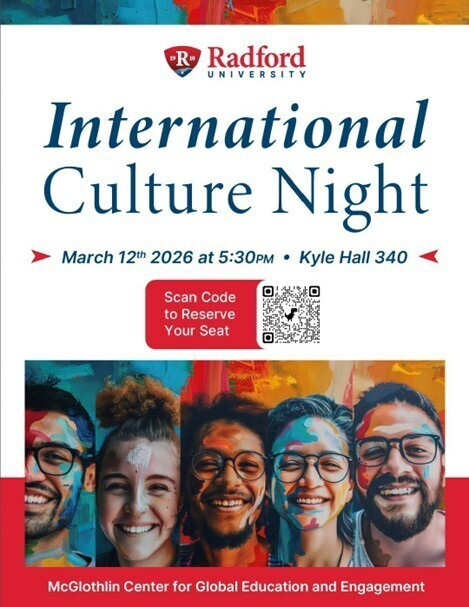 1910
R
Radford
UNIVERSITY
International
Culture Night
March 12th 2026 at 5:30PM • Kyle Hall 340
Scan Code
to Reserve
Your Seat
McGlothlin Center for Global Education and Engagement